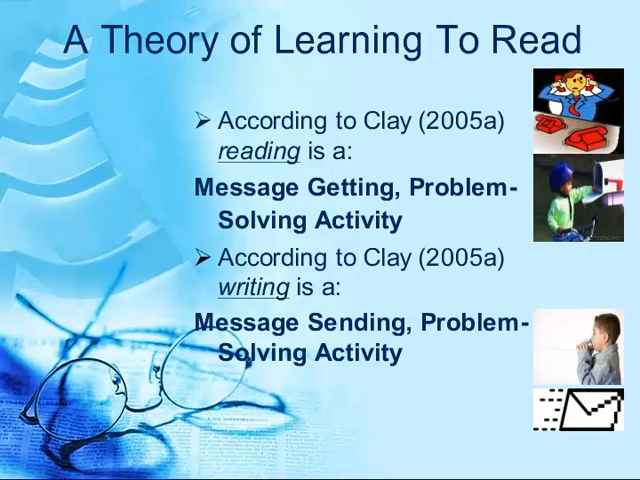 A Theory of Learning To Read
➢ According to Clay (2005a)
reading is a:
Message Getting, Problem-
Solving Activity
➢ According to Clay (2005a)
writing is a:
Message Sending, Problem-
Solving Activity